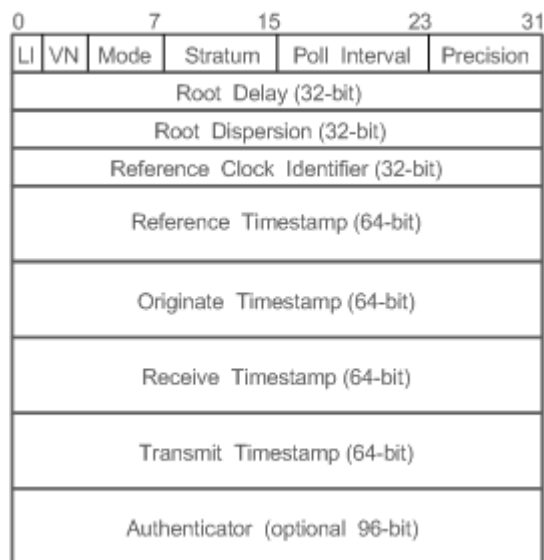 0 7 15 23 31
LI VN Mode Stratum Poll Interval Precision
Root Delay (32-bit)
Root Dispersion (32-bit)
Reference Clock Identifier (32-bit)
Reference Timestamp (64-bit)
Originate Timestamp (64-bit)
Receive Timestamp (64-bit)
Transmit Timestamp (64-bit)
Authenticator (optional 96-bit)